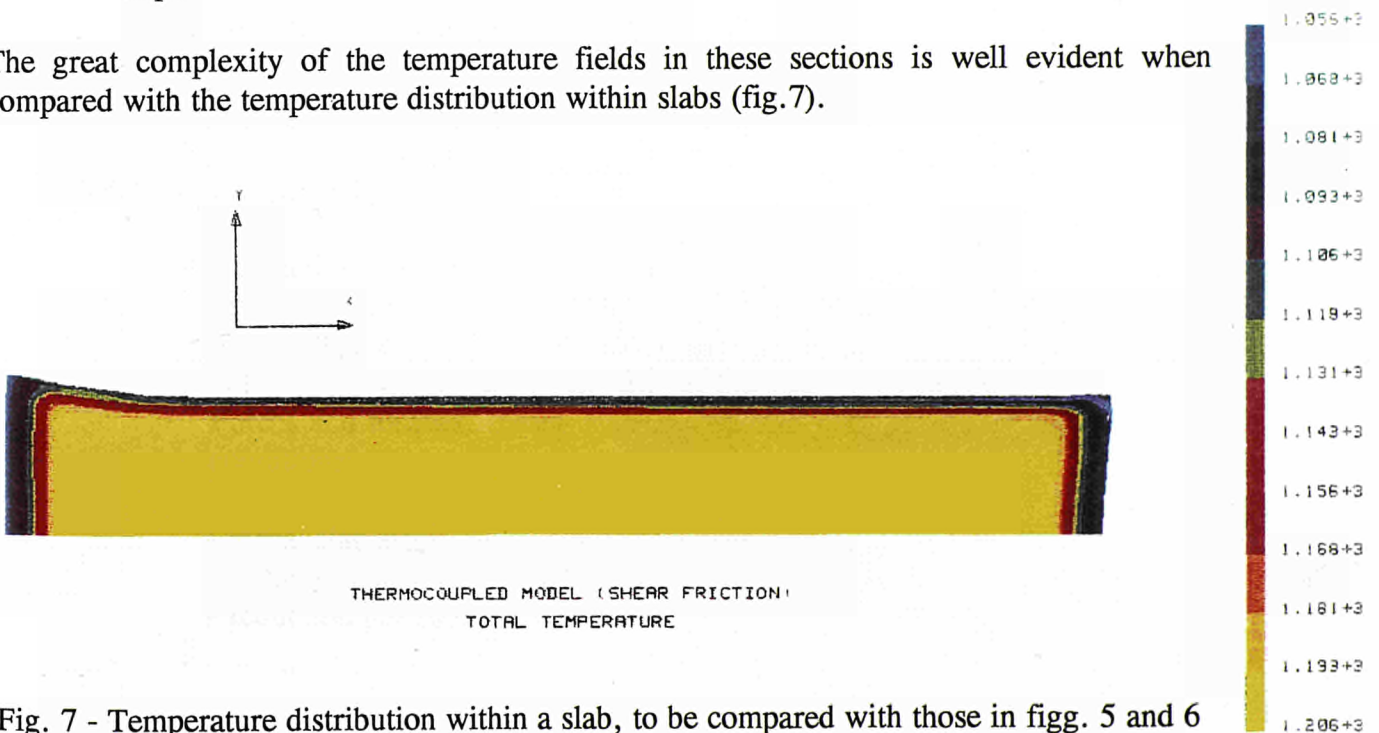 The great complexity of the temperature fields in these sections is well evident when
compared with the temperature distribution within slabs (fig.7).
Y
THERMOCOUPLED MODEL (SHEAR FRICTION)
TOTAL TEMPERATURE
Fig. 7 - Temperature distribution within a slab, to be compared with those in figg. 5 and 6
1.055+3
1.068+3
1.081+3
1.093+3
1.106+3
1.119+3
1.131+3
1.143+3
1.156+3
1.168+3
1.181+3
1.193+3
1.206+3